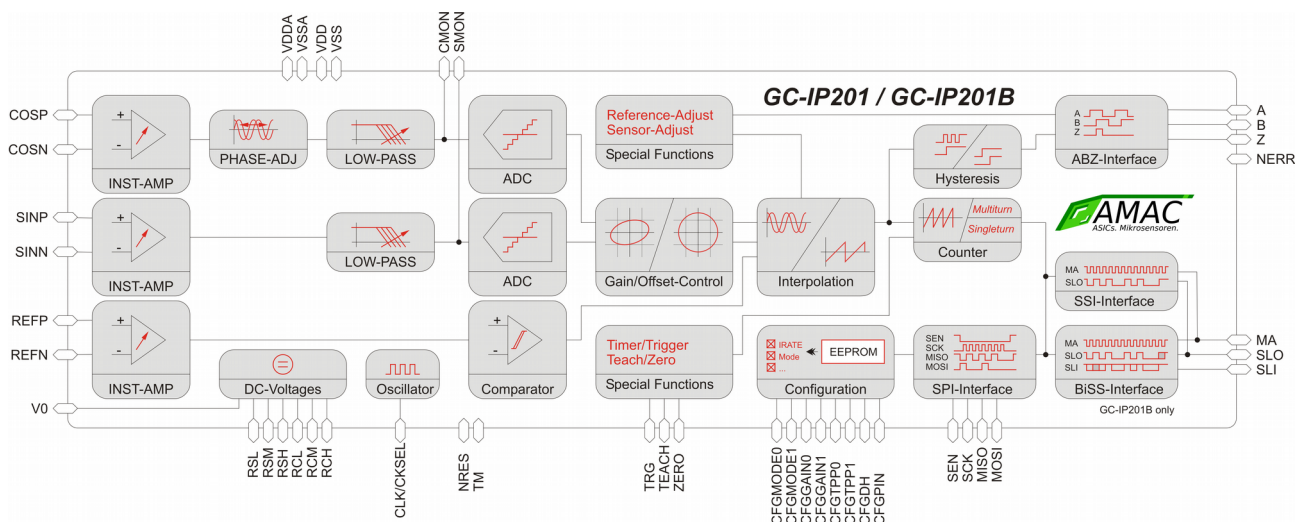 VDDA
VSSA
VDD
VSS
CMON
SMON
GC-IP201 / GC-IP201B
COSP
COSN
+
-
INST-AMP
PHASE-ADJ
LOW-PASS
ADC
Reference-Adjust
Sensor-Adjust
Special Functions
Hysteresis
A
B
Z
ABZ-Interface
A
B
Z
NERR
SINP
SINN
+
-
INST-AMP
LOW-PASS
ADC
Gain/Offset-Control
Interpolation
Multiturn
Singleturn
Counter
AMAC
ASICs. Mikrosensoren.
MA
SLO
SSI-Interface
REFP
REFN
+
-
INST-AMP
DC-Voltages
Oscillator
+
-
Comparator
Timer/Trigger
Teach/Zero
Special Functions
IRATE
Mode
...
EEPROM
Configuration
SEN
SCK
MISO
MOSI
SPI-Interface
MA
SLO
SLI
BiSS-Interface
GC-IP201B only
MA
SLO
SLI
V0
RSL
RSM
RSH
RCL
RCM
RCH
CLK/CKSEL
NRES
TM
TRG
TEACH
ZERO
CFGMODE0
CFGMODE1
CFGGAIN0
CFGGAIN1
CFGTPP0
CFGTPP1
CFGDH
CFGPIN
SEN
SCK
MISO
MOSI